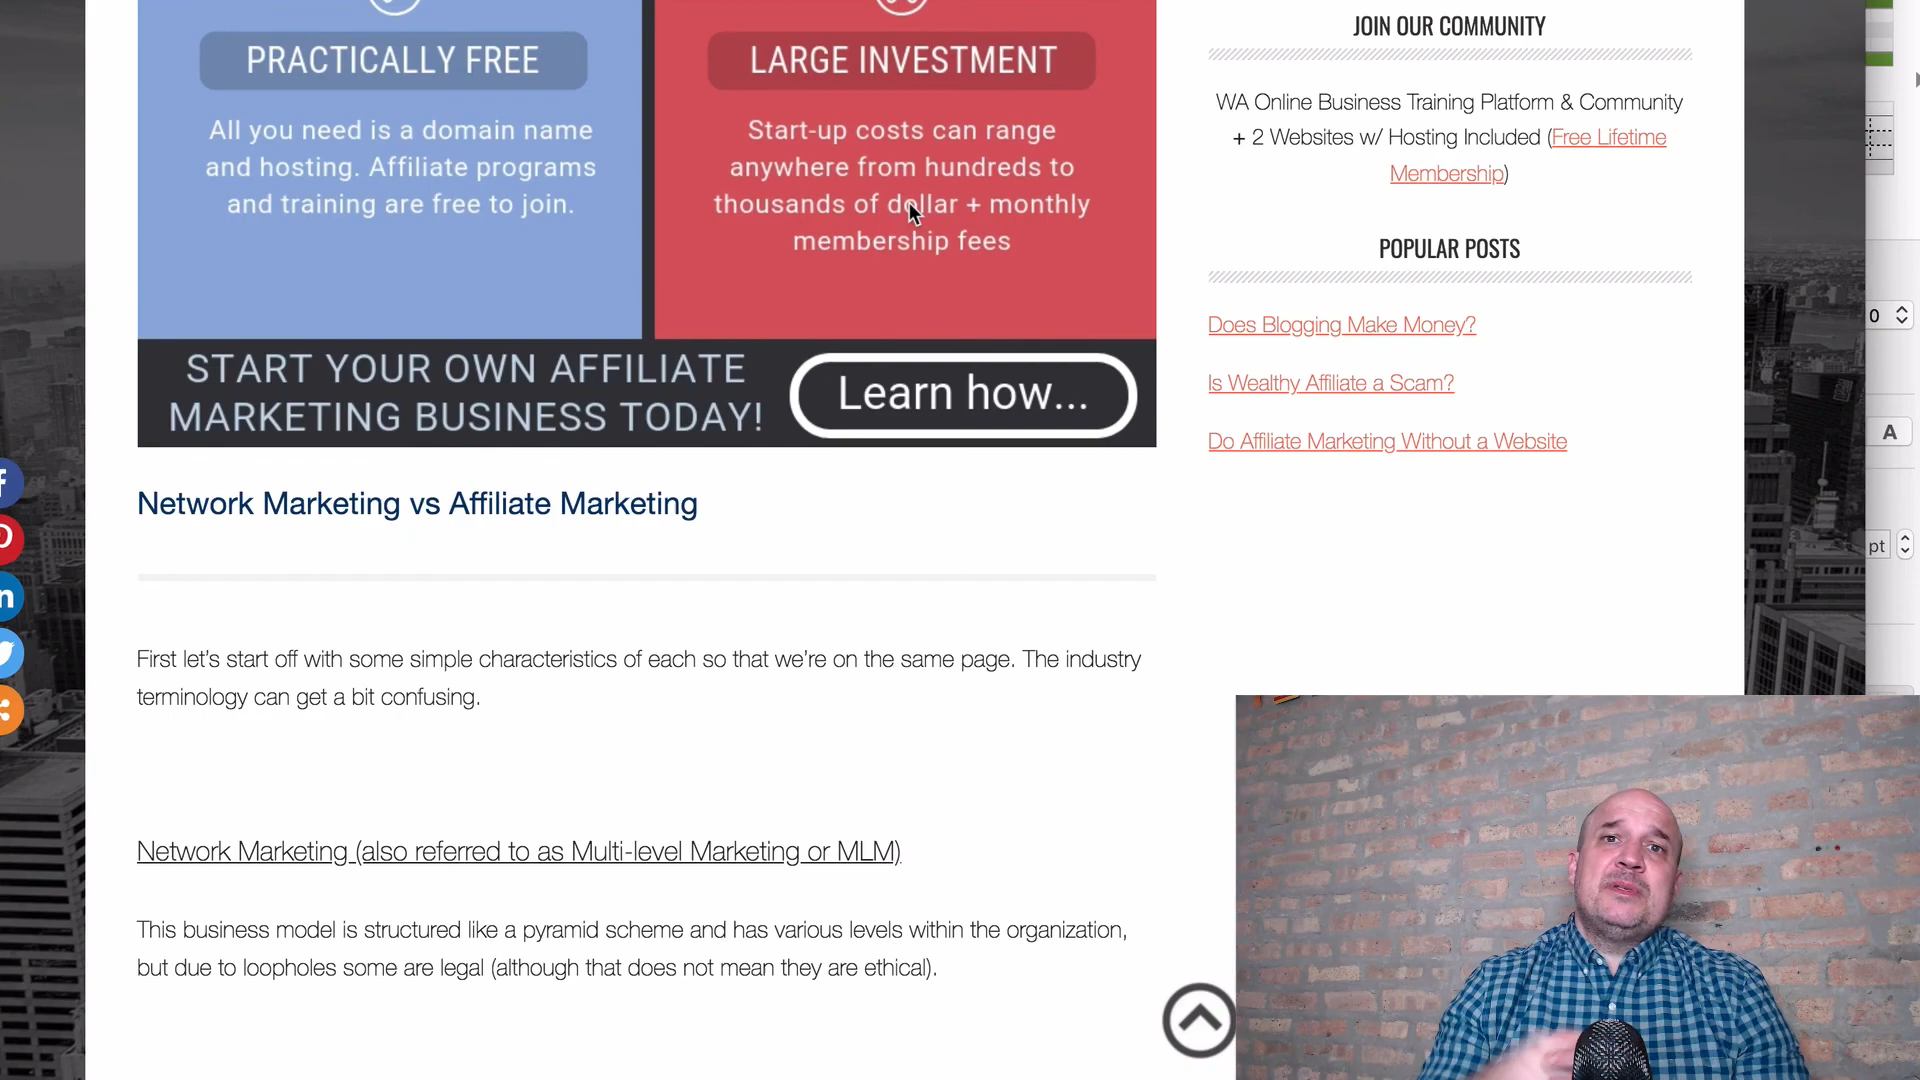 PRACTICALLY FREE
All you need is a domain name
and hosting. Affiliate programs
and training are free to join.
LARGE INVESTMENT
Start-up costs can range
anywhere from hundreds to
thousands of dollar + monthly
membership fees
START YOUR OWN AFFILIATE
MARKETING BUSINESS TODAY!
Learn how...
Network Marketing vs Affiliate Marketing
First let's start off with some simple characteristics of each so that we're on the same page. The industry
terminology can get a bit confusing.
Network Marketing (also referred to as Multi-level Marketing or MLM)
This business model is structured like a pyramid scheme and has various levels within the organization,
but due to loopholes some are legal (although that does not mean they are ethical).
JOIN OUR COMMUNITY
WA Online Business Training Platform & Community
+ 2 Websites w/ Hosting Included (Free Lifetime
Membership)
POPULAR POSTS
Does Blogging Make Money?
Is Wealthy Affiliate a Scam?
Do Affiliate Marketing Without a Website
0
A
pt